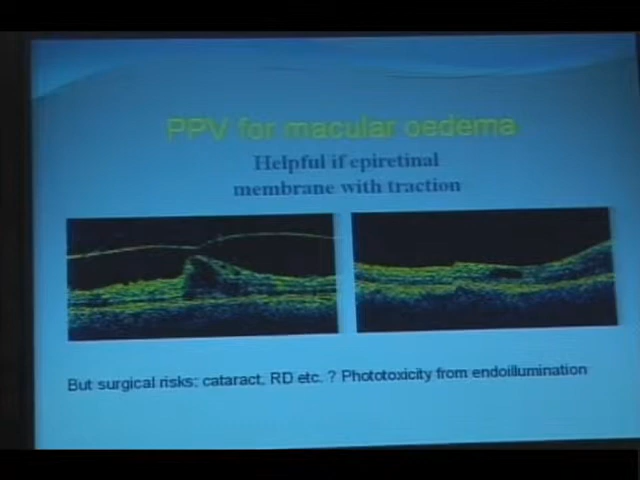 PPV for macular oedema
Helpful if epiretinal
membrane with traction
But surgical risks: cataract, RD etc. ? Phototoxicity from endoillumination